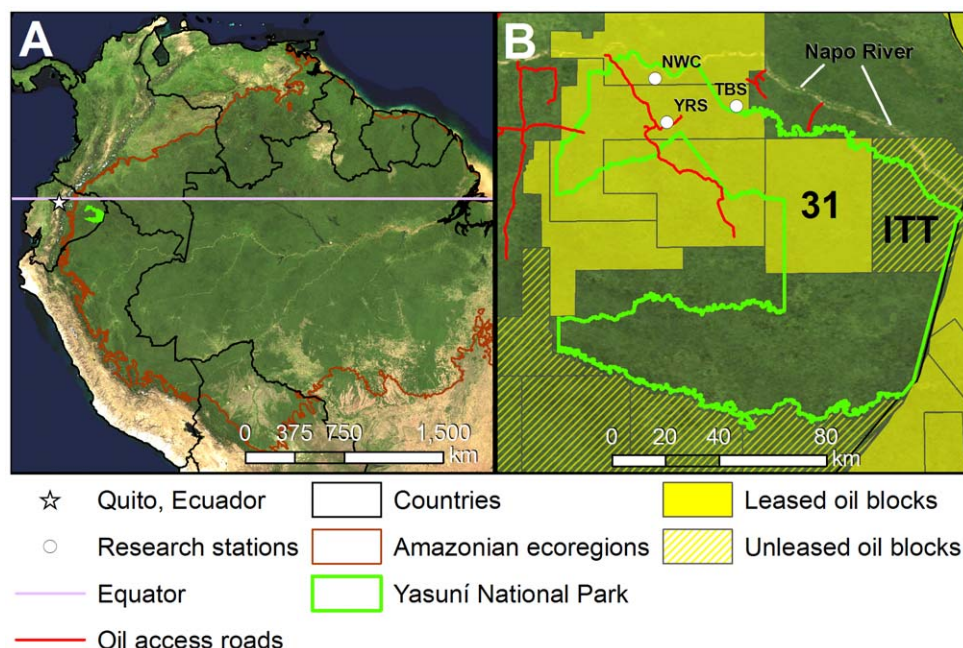 A
0 375 750 1,500
km
B
NWC
Napo River
TBS
YRS
31
ITT
0 20 40 80
km
Quito, Ecuador
Countries
Leased oil blocks
Research stations
Amazonian ecoregions
Unleased oil blocks
Equator
Yasuní National Park
Oil access roads